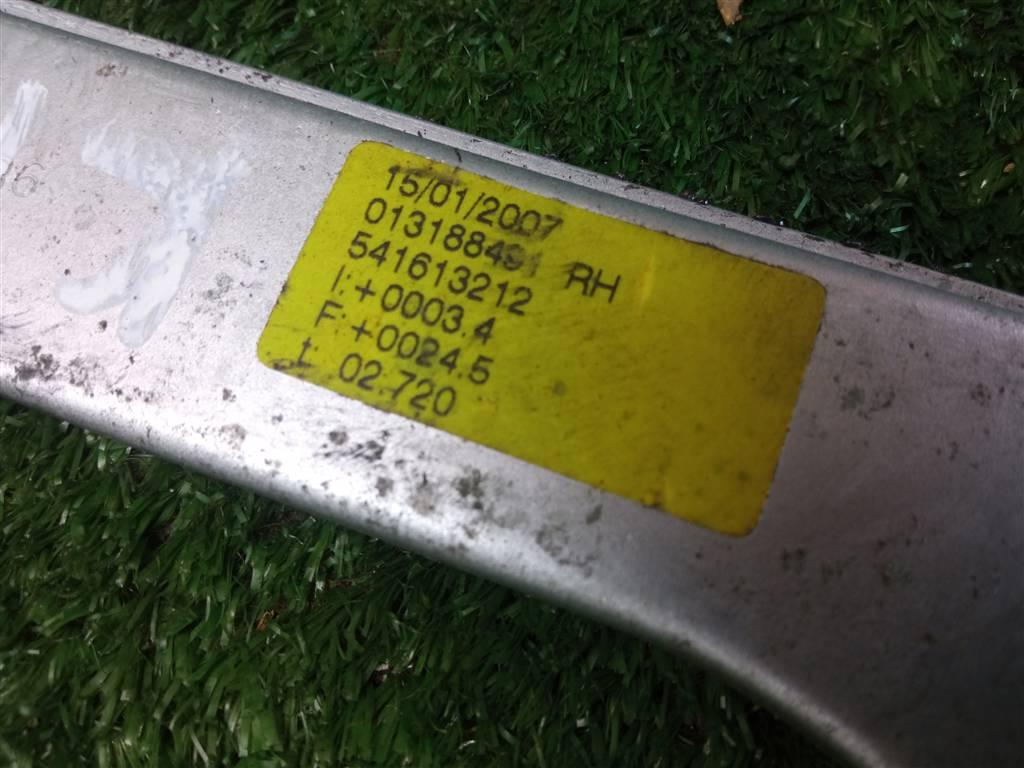 15/01/2007
RH
541613212
I: +0003.4
F: +0024.5
02.720